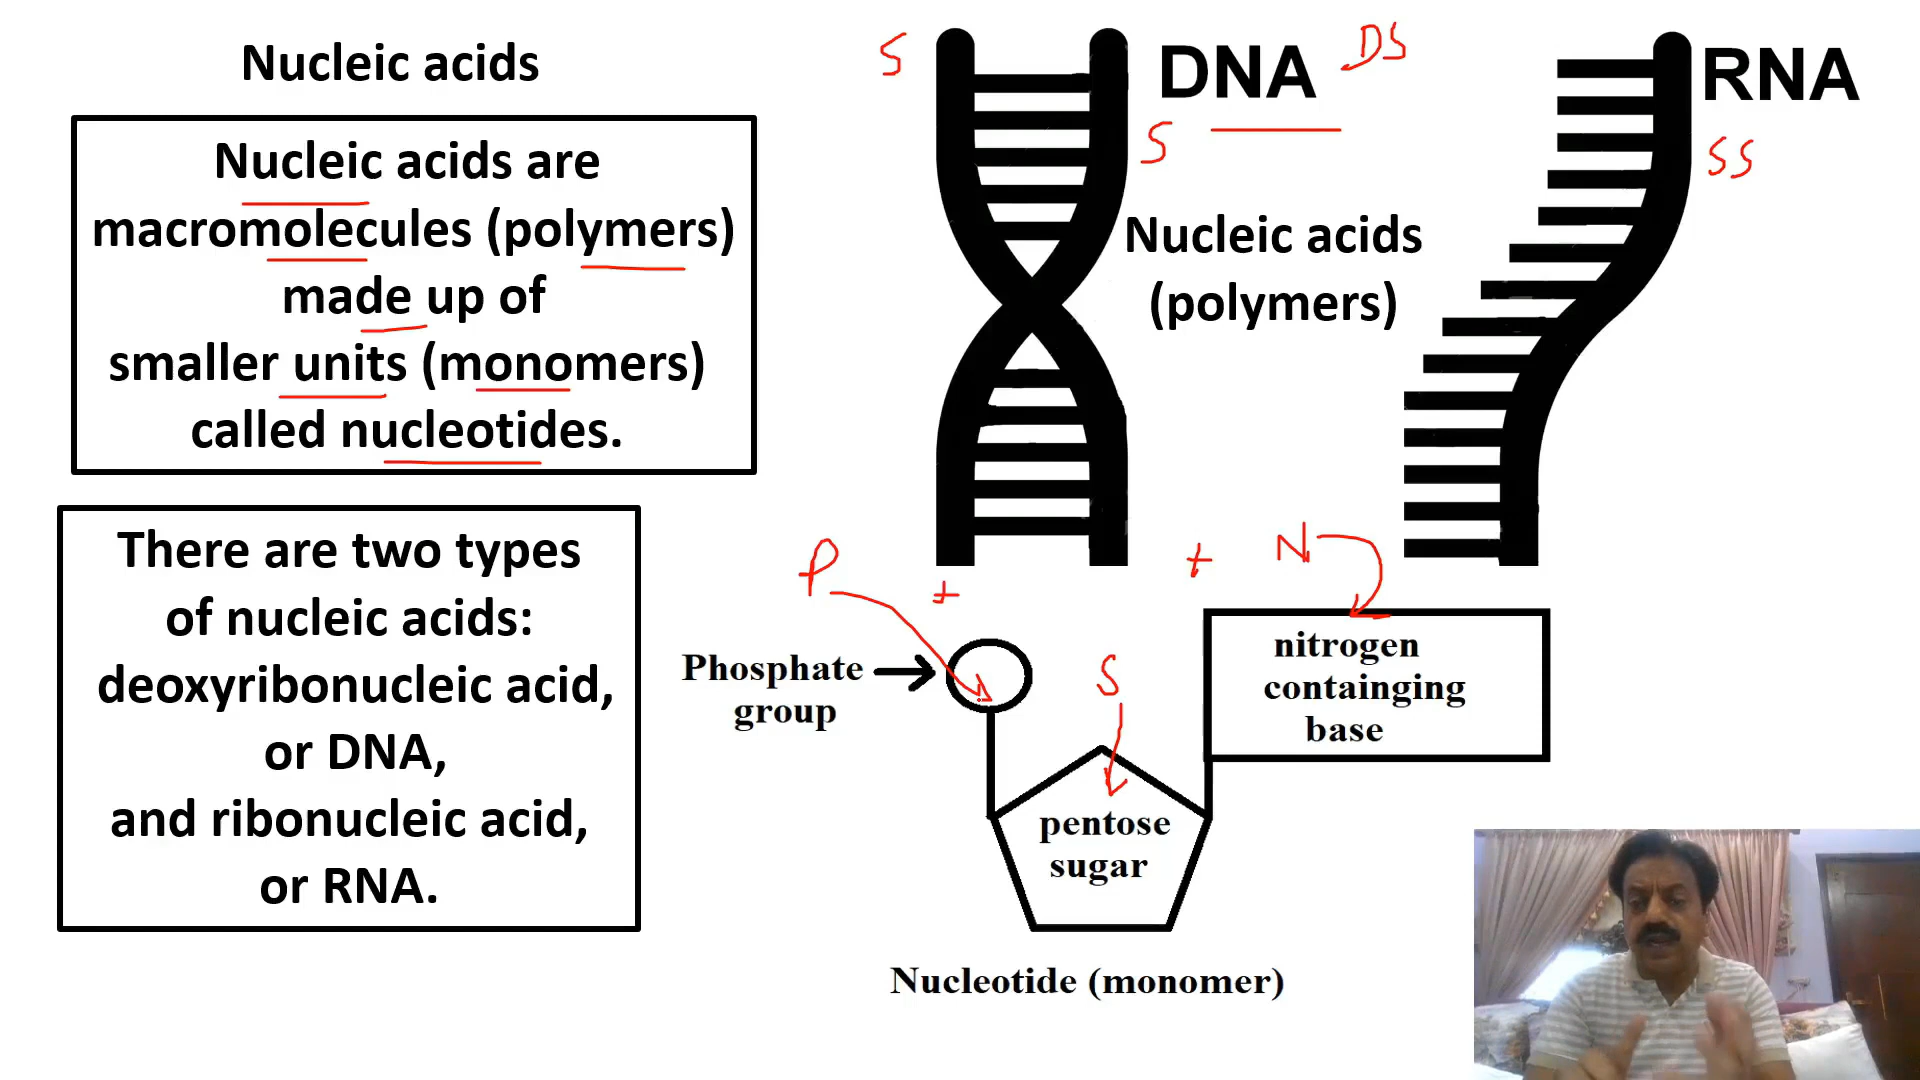 Nucleic acids
Nucleic acids are
macromolecules (polymers)
made up of
smaller units (monomers)
called nucleotides.
There are two types
of nucleic acids:
deoxyribonucleic acid,
or DNA,
and ribonucleic acid,
or RNA.
S
DNA
DS
S
RNA
SS
Nucleic acids
(polymers)
P
+
+
N
Phosphate
group
S
nitrogen
containging
base
pentose
sugar
Nucleotide (monomer)